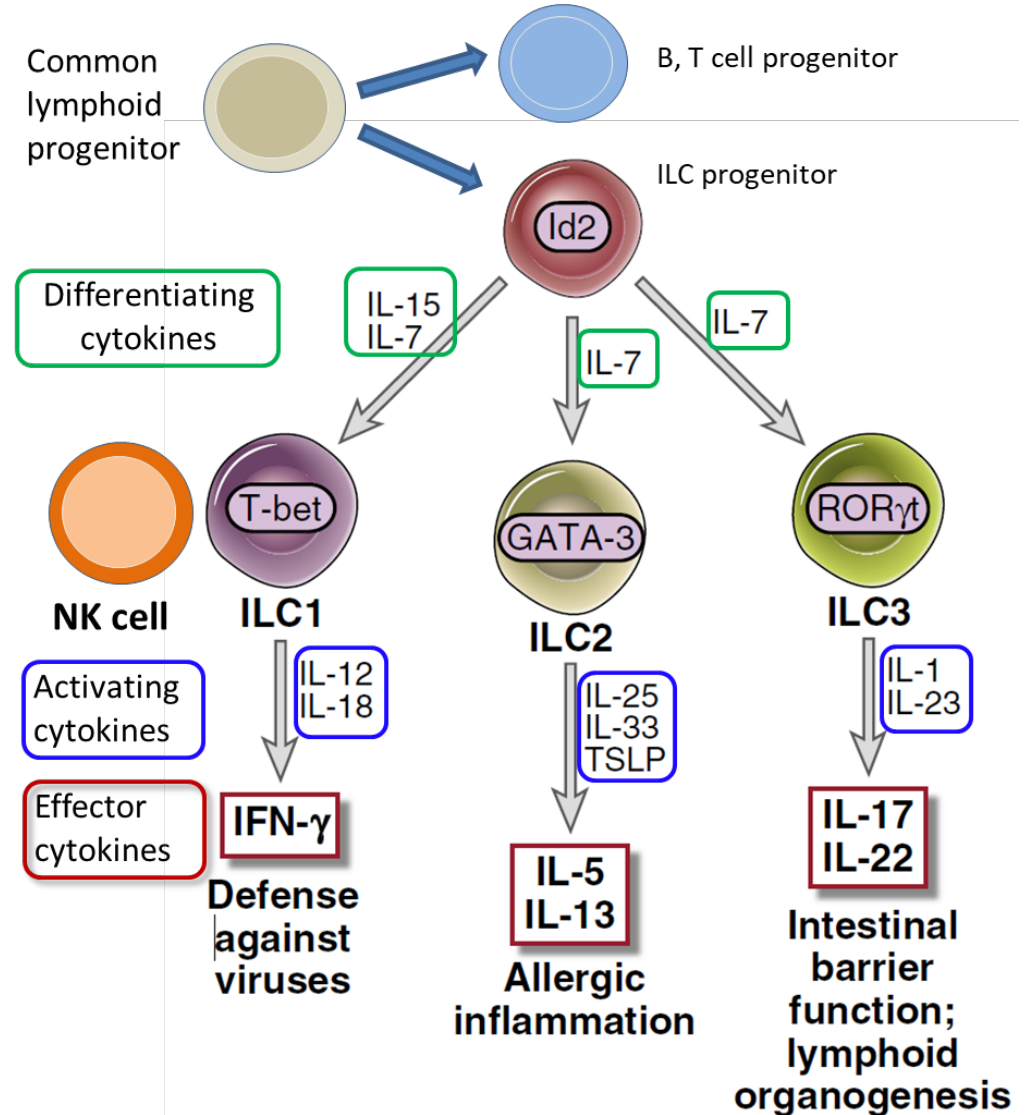 Common
lymphoid
progenitor
B, T cell progenitor
ILC progenitor
Id2
Differentiating
cytokines
IL-15
IL-7
IL-7
IL-7
T-bet
GATA-3
RORγt
NK cell
ILC1
ILC2
ILC3
Activating
cytokines
IL-12
IL-18
IL-25
IL-33
TSLP
IL-1
IL-23
Effector
cytokines
IFN-γ
IL-5
IL-13
IL-17
IL-22
Defense
against
viruses
Allergic
inflammation
Intestinal
barrier
function;
lymphoid
organogenesis